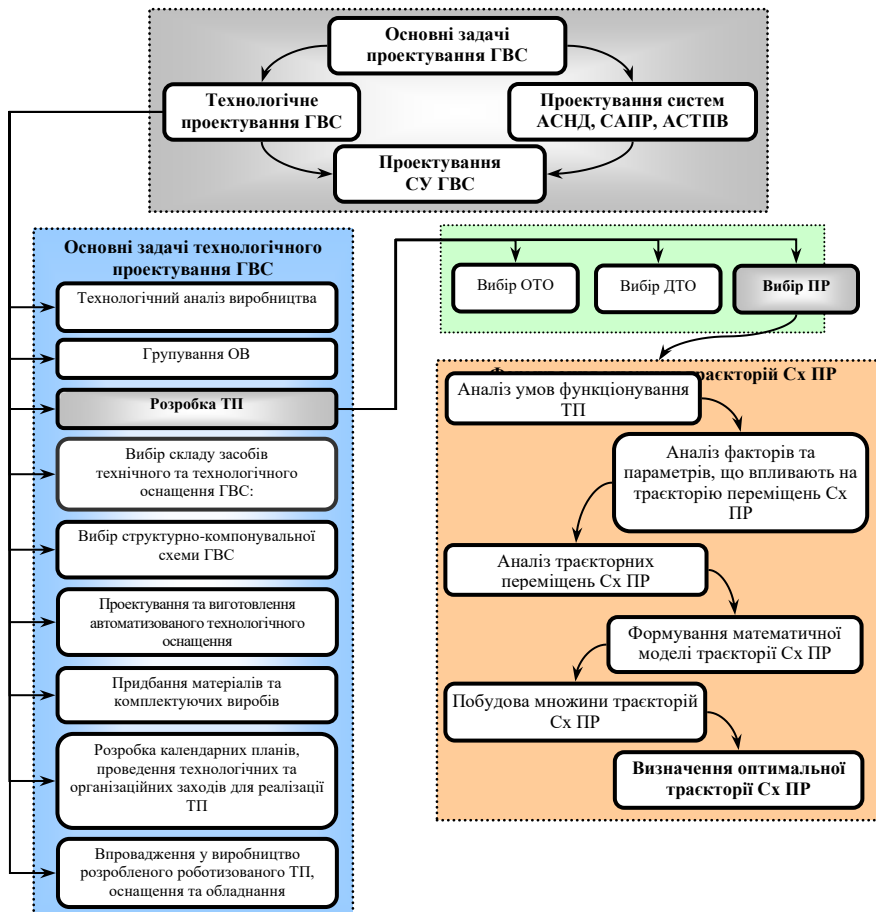 Основні задачі
проектування ГВС
Технологічне
проектування ГВС
Проектування систем
АСНД, САПР, АСТПВ
Проектування
СУ ГВС
Основні задачі технологічного
проектування ГВС
Технологічний аналіз виробництва
Групування ОВ
Розробка ТП
Вибір складу засобів
технічного та технологічного
оснащення ГВС:
Вибір структурно-компонувальної
схеми ГВС
Проектування та виготовлення
автоматизованого технологічного
оснащення
Придбання матеріалів та
комплектуючих виробів
Розробка календарних планів,
проведення технологічних та
організаційних заходів для реалізації
ТП
Впровадження у виробництво
розробленого роботизованого ТП,
оснащення та обладнання
Вибір ОТО
Вибір ДТО
Вибір ПР
траєкторій Сх ПР
Аналіз умов функціонування
ТП
Аналіз факторів та
параметрів, що впливають на
траєкторію переміщень Сх
ПР
Аналіз траєкторних
переміщень Сх ПР
Формування математичної
моделі траєкторії Сх ПР
Побудова множини траєкторій
Сх ПР
Визначення оптимальної
траєкторії Сх ПР